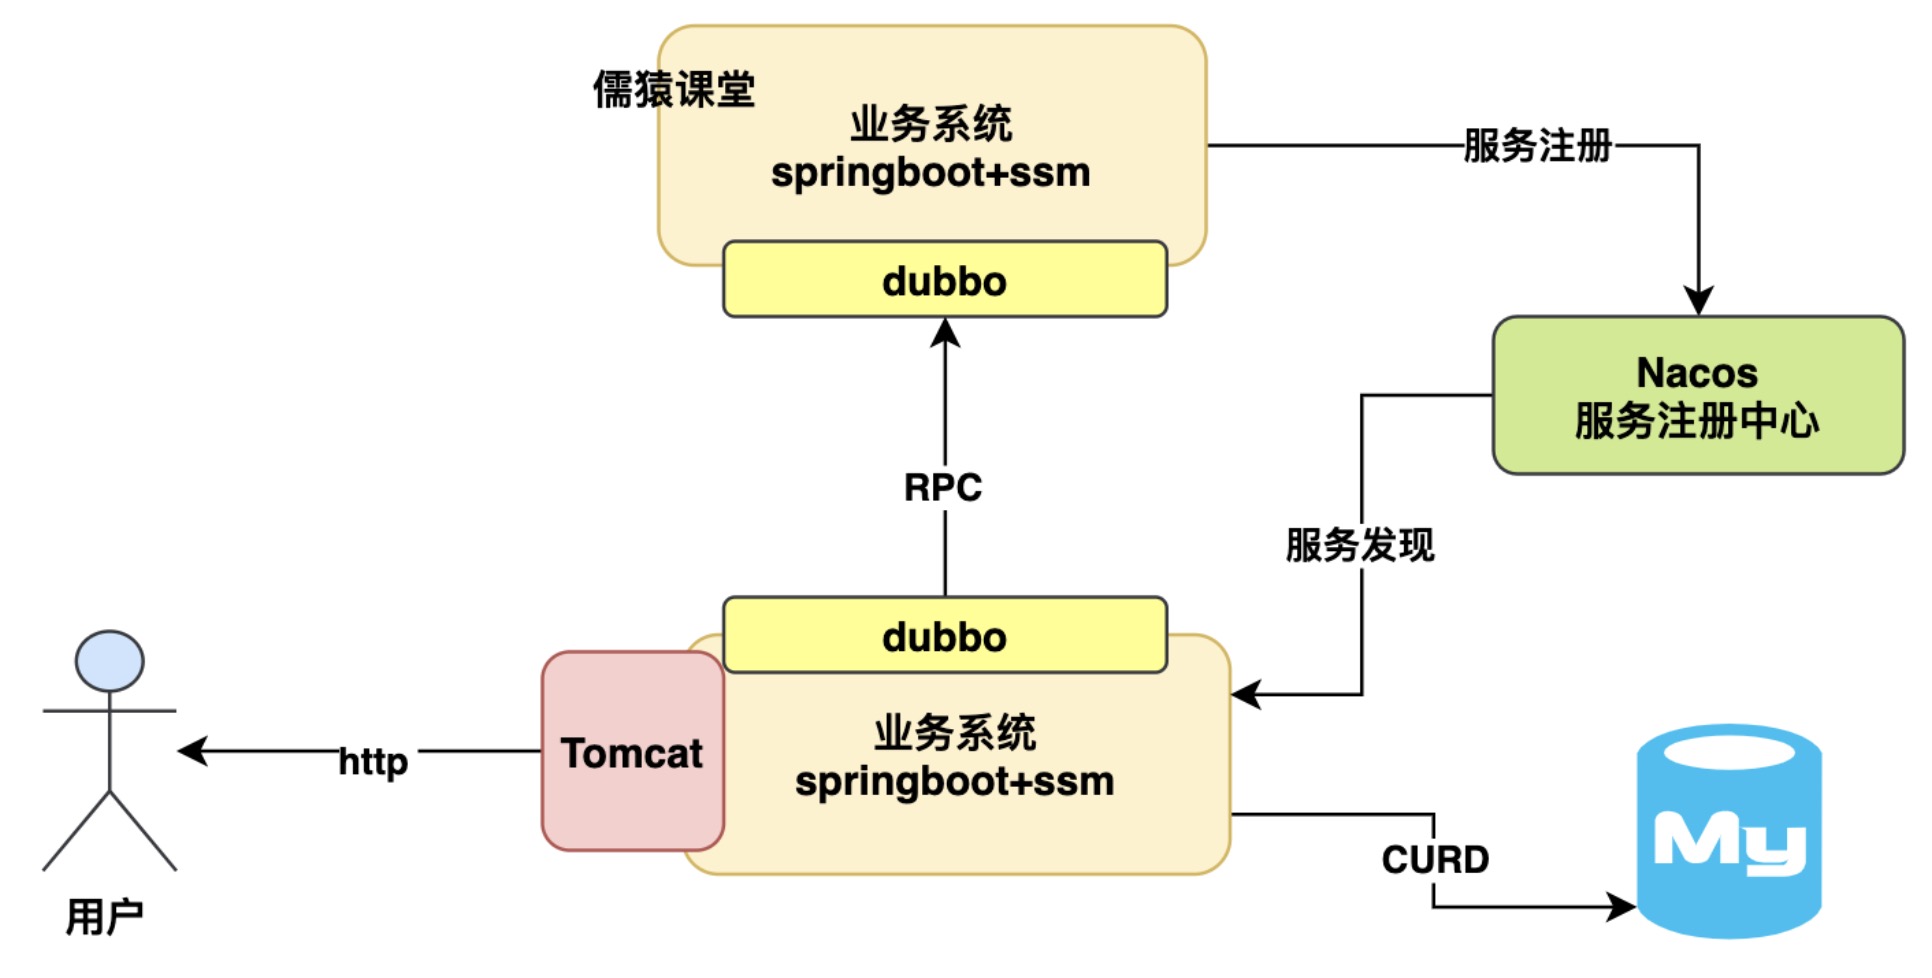 儒猿课堂
业务系统
springboot+ssm
服务注册
dubbo
Nacos
服务注册中心
RPC
服务发现
dubbo
业务系统
springboot+ssm
Tomcat
http
CURD
My
用户